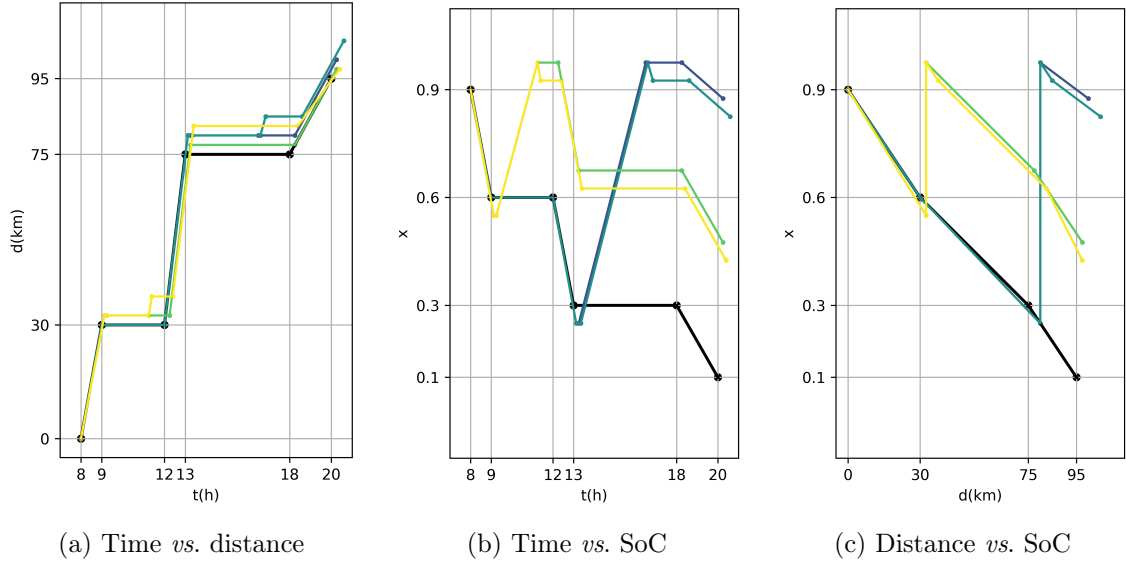 95
75
30
0
d(km)
8 9 12 13 18 20
t(h)
0.9
0.6
0.3
0.1
x
8 9 12 13 18 20
t(h)
0.9
0.6
0.3
0.1
x
0 30 75 95
d(km)
(a) Time vs. distance
(b) Time vs. SoC
(c) Distance vs. SoC